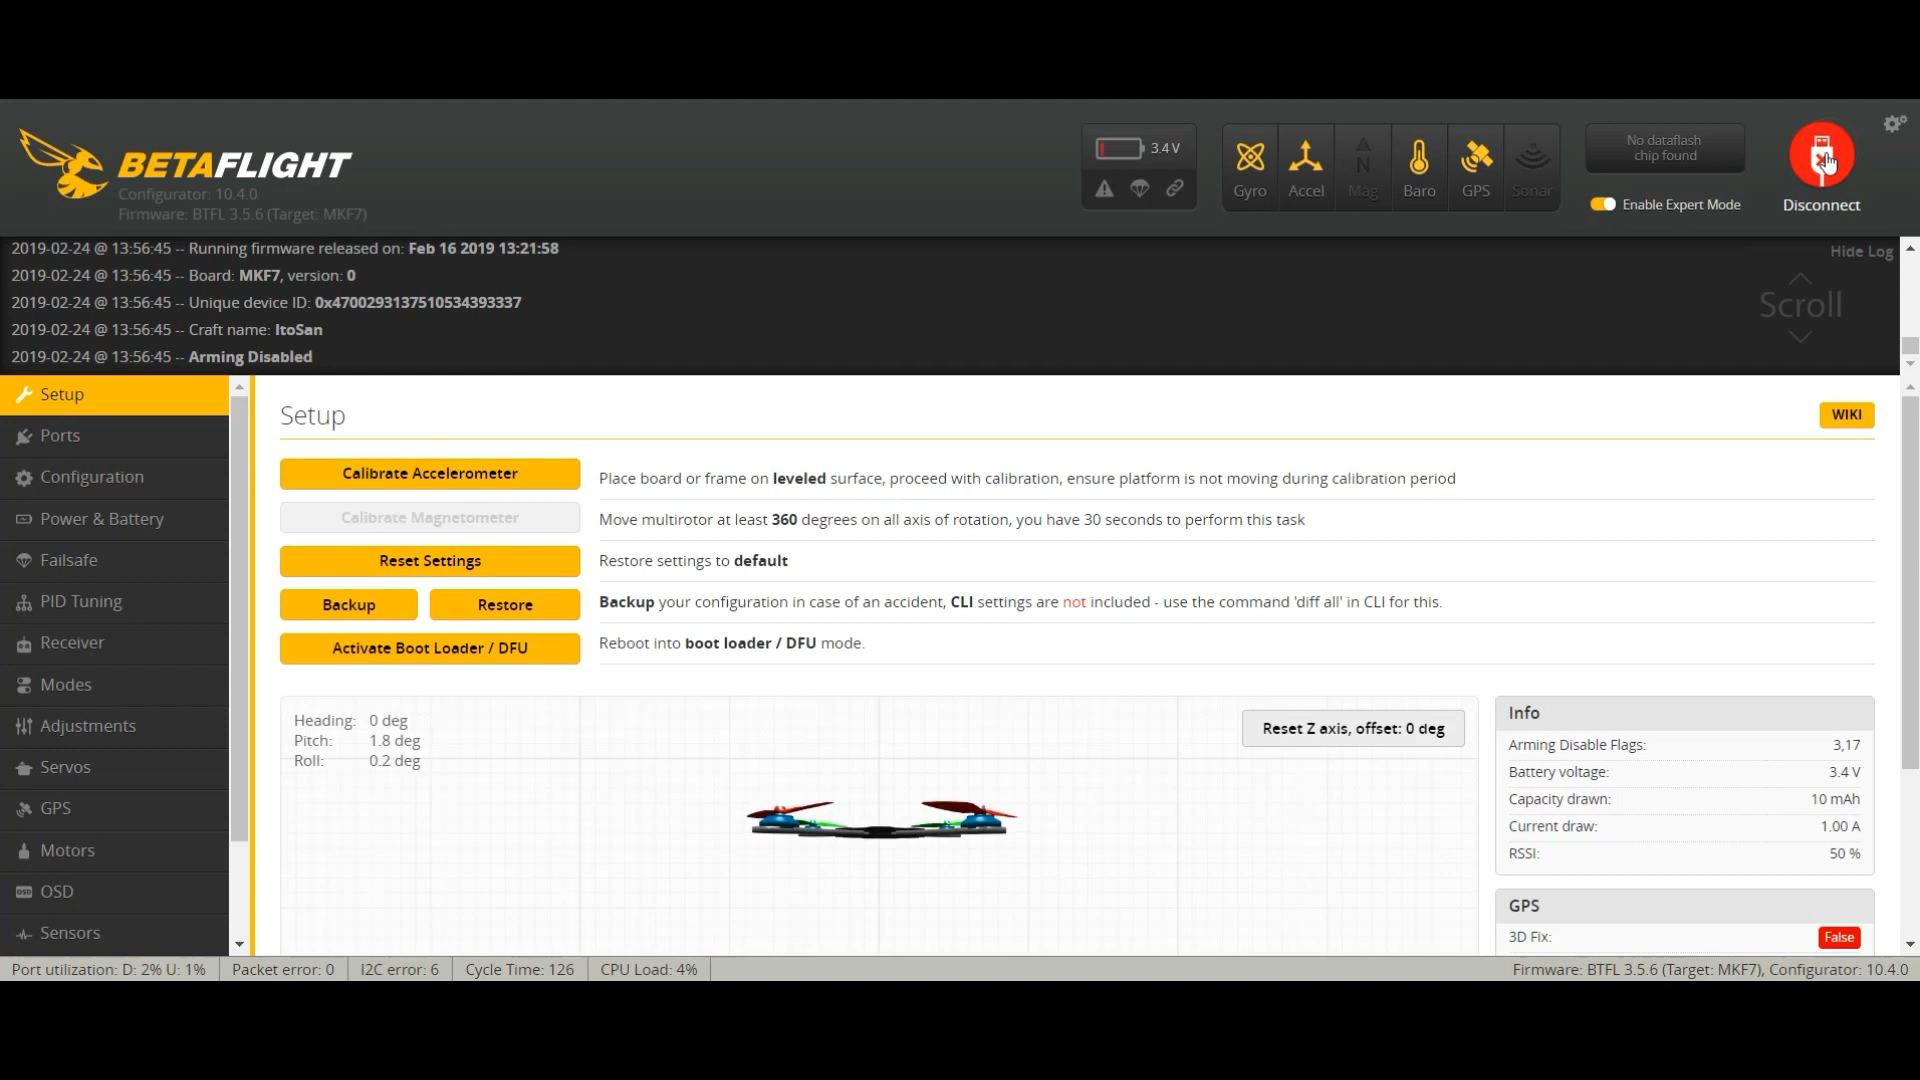 BETAFLIGHT
Configurator: 10.4.0
Firmware: BTFL 3.5.6 (Target: MKF7)
3.4 V
Gyro
Accel
N
Mag
Baro
GPS
Sonar
No dataflash
chip found
Enable Expert Mode
Disconnect
2019-02-24 @ 13:56:45 -- Running firmware released on: Feb 16 2019 13:21:58
2019-02-24 @ 13:56:45 -- Board: MKF7, version: 0
2019-02-24 @ 13:56:45 -- Unique device ID: 0x4700293137510534393337
2019-02-24 @ 13:56:45 -- Craft name: ItoSan
2019-02-24 @ 13:56:45 -- Arming Disabled
Hide Log
Scroll
Setup
Ports
Configuration
Power & Battery
Failsafe
PID Tuning
Receiver
Modes
Adjustments
Servos
GPS
Motors
OSD
OSD
Sensors
Setup
WIKI
Calibrate Accelerometer
Place board or frame on leveled surface, proceed with calibration, ensure platform is not moving during calibration period
Calibrate Magnetometer
Move multirotor at least 360 degrees on all axis of rotation, you have 30 seconds to perform this task
Reset Settings
Restore settings to default
Backup
Restore
Backup your configuration in case of an accident, CLI settings are not included - use the command 'diff all' in CLI for this.
Activate Boot Loader / DFU
Reboot into boot loader / DFU mode.
Heading: 0 deg
Pitch: 1.8 deg
Roll: 0.2 deg
Reset Z axis, offset: 0 deg
Info
Arming Disable Flags: 3,17
Battery voltage: 3.4 V
Capacity drawn: 10 mAh
Current draw: 1.00 A
RSSI: 50 %
GPS
3D Fix: False
Port utilization: D: 2% U: 1%
Packet error: 0
I2C error: 6
Cycle Time: 126
CPU Load: 4%
Firmware: BTFL 3.5.6 (Target: MKF7), Configurator: 10.4.0